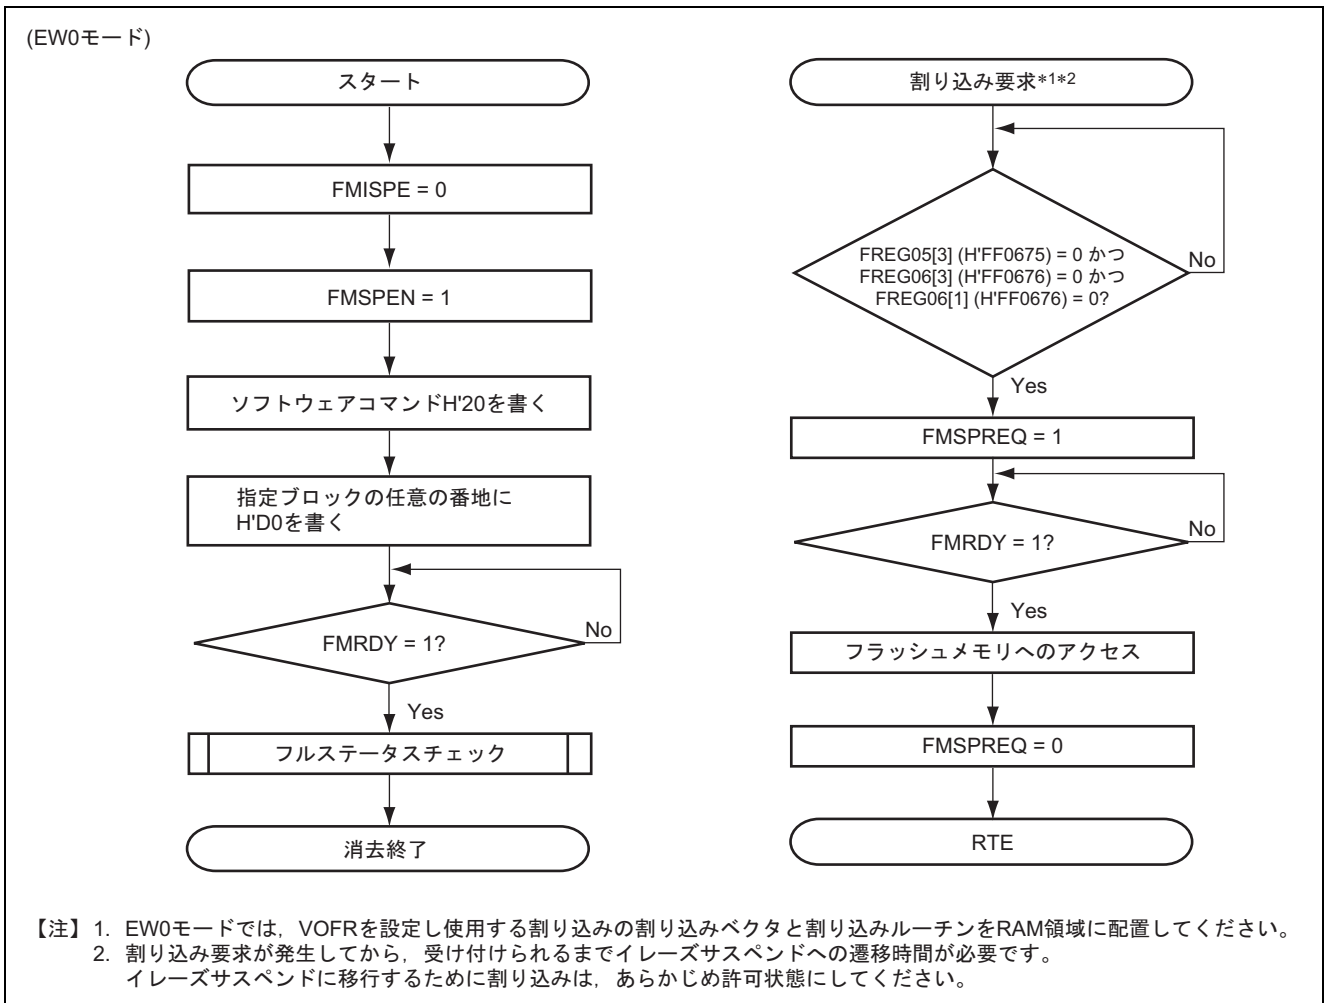 (EW0モード)
スタート
FMISPE = 0
FMSPEN = 1
ソフトウェアコマンドH'20を書く
指定ブロックの任意の番地に
H'D0を書く
FMRDY = 1?
No
Yes
フルステータスチェック
消去終了
割り込み要求*1*2
FREG05[3] (H'FF0675) = 0 かつ
FREG06[3] (H'FF0676) = 0 かつ
FREG06[1] (H'FF0676) = 0?
No
Yes
FMSPREQ = 1
FMRDY = 1?
No
Yes
フラッシュメモリへのアクセス
FMSPREQ = 0
RTE
【注】1. EW0モードでは，VOFRを設定し使用する割り込みの割り込みベクタと割り込みルーチンをRAM領域に配置してください。
2. 割り込み要求が発生してから，受け付けられるまでイレーズサスペンドへの遷移時間が必要です。
イレーズサスペンドに移行するために割り込みは，あらかじめ許可状態にしてください。